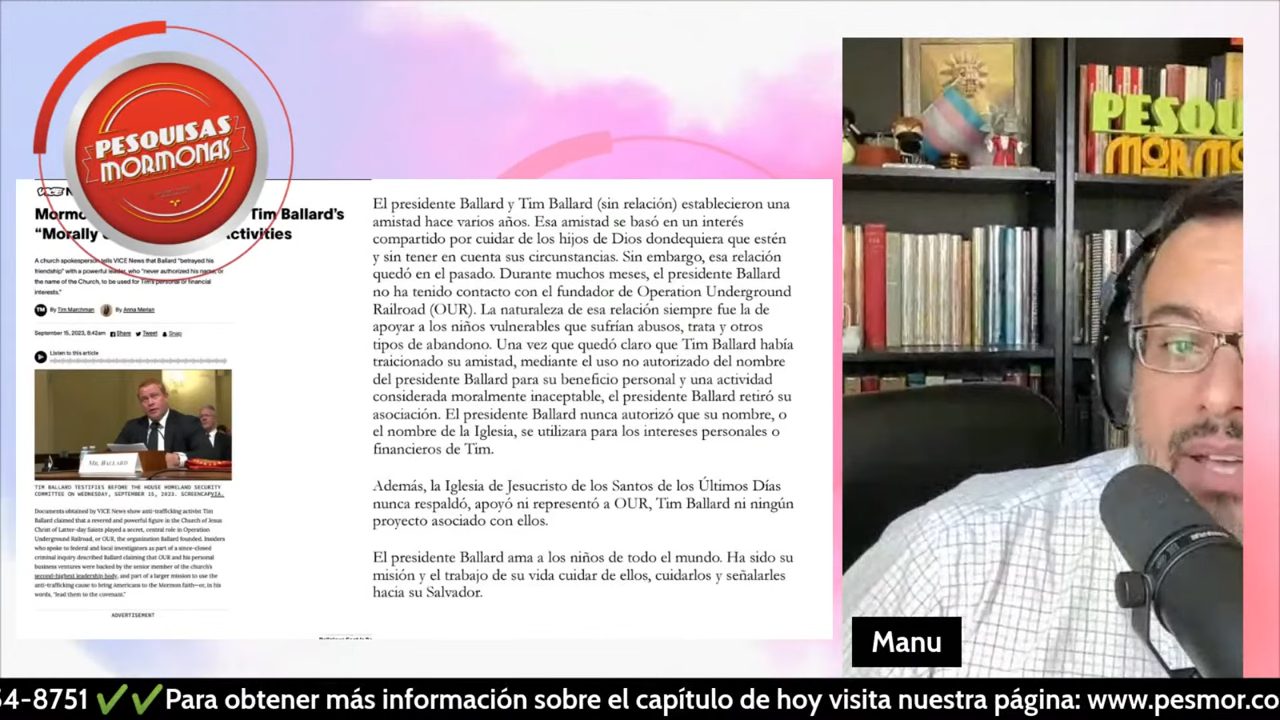 PESQUISAS
MORMONAS
VICE N
Mormo Tim Ballard's
"Morally ctivities
A church spokesperson tells VICE News that Ballard "betrayed his
friendship" with a powerful leader, who "never authorized his name, or
the name of the Church, to be used for Tim's personal or financial
interests."
TM By Tim Marchman By Anna Merlan
September 15, 2023, 8:42am Share Tweet Snap
Listen to this article
MR. BALLARD
TIM BALLARD TESTIFIES BEFORE THE HOUSE HOMELAND SECURITY
COMMITTEE ON WEDNESDAY, SEPTEMBER 15, 2023. SCREENCAP VIA.
Documents obtained by VICE News show anti-trafficking activist Tim
Ballard claimed that a revered and powerful figure in the Church of Jesus
Christ of Latter-day Saints played a secret, central role in Operation
Underground Railroad, or OUR, the organization Ballard founded. Insiders
who spoke to federal and local investigators as part of a since-closed
criminal inquiry described Ballard claiming that OUR and his personal
business ventures were backed by the senior member of the church's
second-highest leadership body, and part of a larger mission to use the
anti-trafficking cause to bring Americans to the Mormon faith—or, in his
words, "lead them to the covenant."
ADVERTISEMENT
El presidente Ballard y Tim Ballard (sin relación) establecieron una
amistad hace varios años. Esa amistad se basó en un interés
compartido por cuidar de los hijos de Dios dondequiera que estén
y sin tener en cuenta sus circunstancias. Sin embargo, esa relación
quedó en el pasado. Durante muchos meses, el presidente Ballard
no ha tenido contacto con el fundador de Operation Underground
Railroad (OUR). La naturaleza de esa relación siempre fue la de
apoyar a los niños vulnerables que sufrían abusos, trata y otros
tipos de abandono. Una vez que quedó claro que Tim Ballard había
traicionado su amistad, mediante el uso no autorizado del nombre
del presidente Ballard para su beneficio personal y una actividad
considerada moralmente inaceptable, el presidente Ballard retiró su
asociación. El presidente Ballard nunca autorizó que su nombre, o
el nombre de la Iglesia, se utilizara para los intereses personales o
financieros de Tim.
Además, la Iglesia de Jesucristo de los Santos de los Últimos Días
nunca respaldó, apoyó ni representó a OUR, Tim Ballard ni ningún
proyecto asociado con ellos.
El presidente Ballard ama a los niños de todo el mundo. Ha sido su
misión y el trabajo de su vida cuidar de ellos, cuidarlos y señalarles
hacia su Salvador.
PESQU
MORM
Manu
54-8751 ✓✓ Para obtener más información sobre el capítulo de hoy visita nuestra página: www.pesmor.co